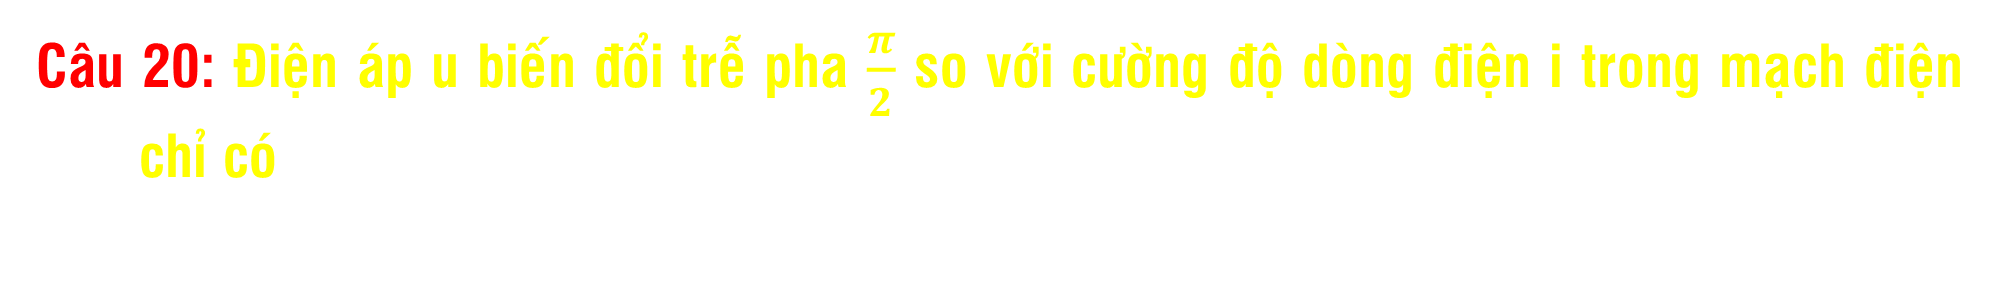 Câu 20: Điện áp u biến đổi trễ pha π/2 so với cường độ dòng điện i trong mạch điện
chỉ có